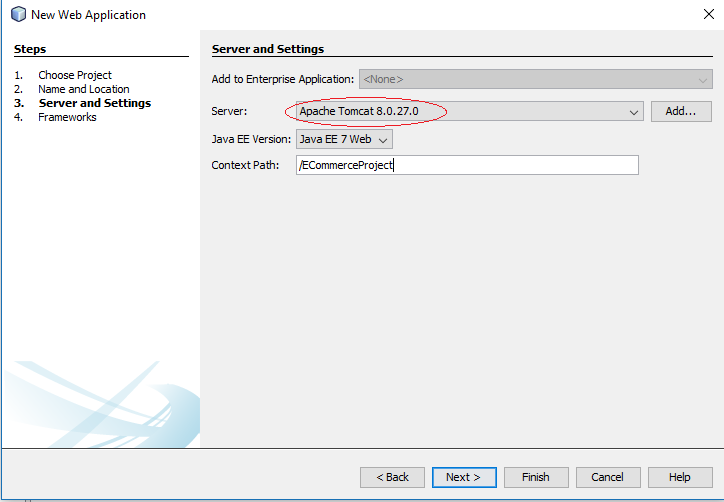 New Web Application
Steps
1. Choose Project
2. Name and Location
3. Server and Settings
4. Frameworks
Server and Settings
Add to Enterprise Application: <None>
Server: Apache Tomcat 8.0.27.0 Add...
Java EE Version: Java EE 7 Web
Context Path: /ECommerceProject
< Back Next > Finish Cancel Help